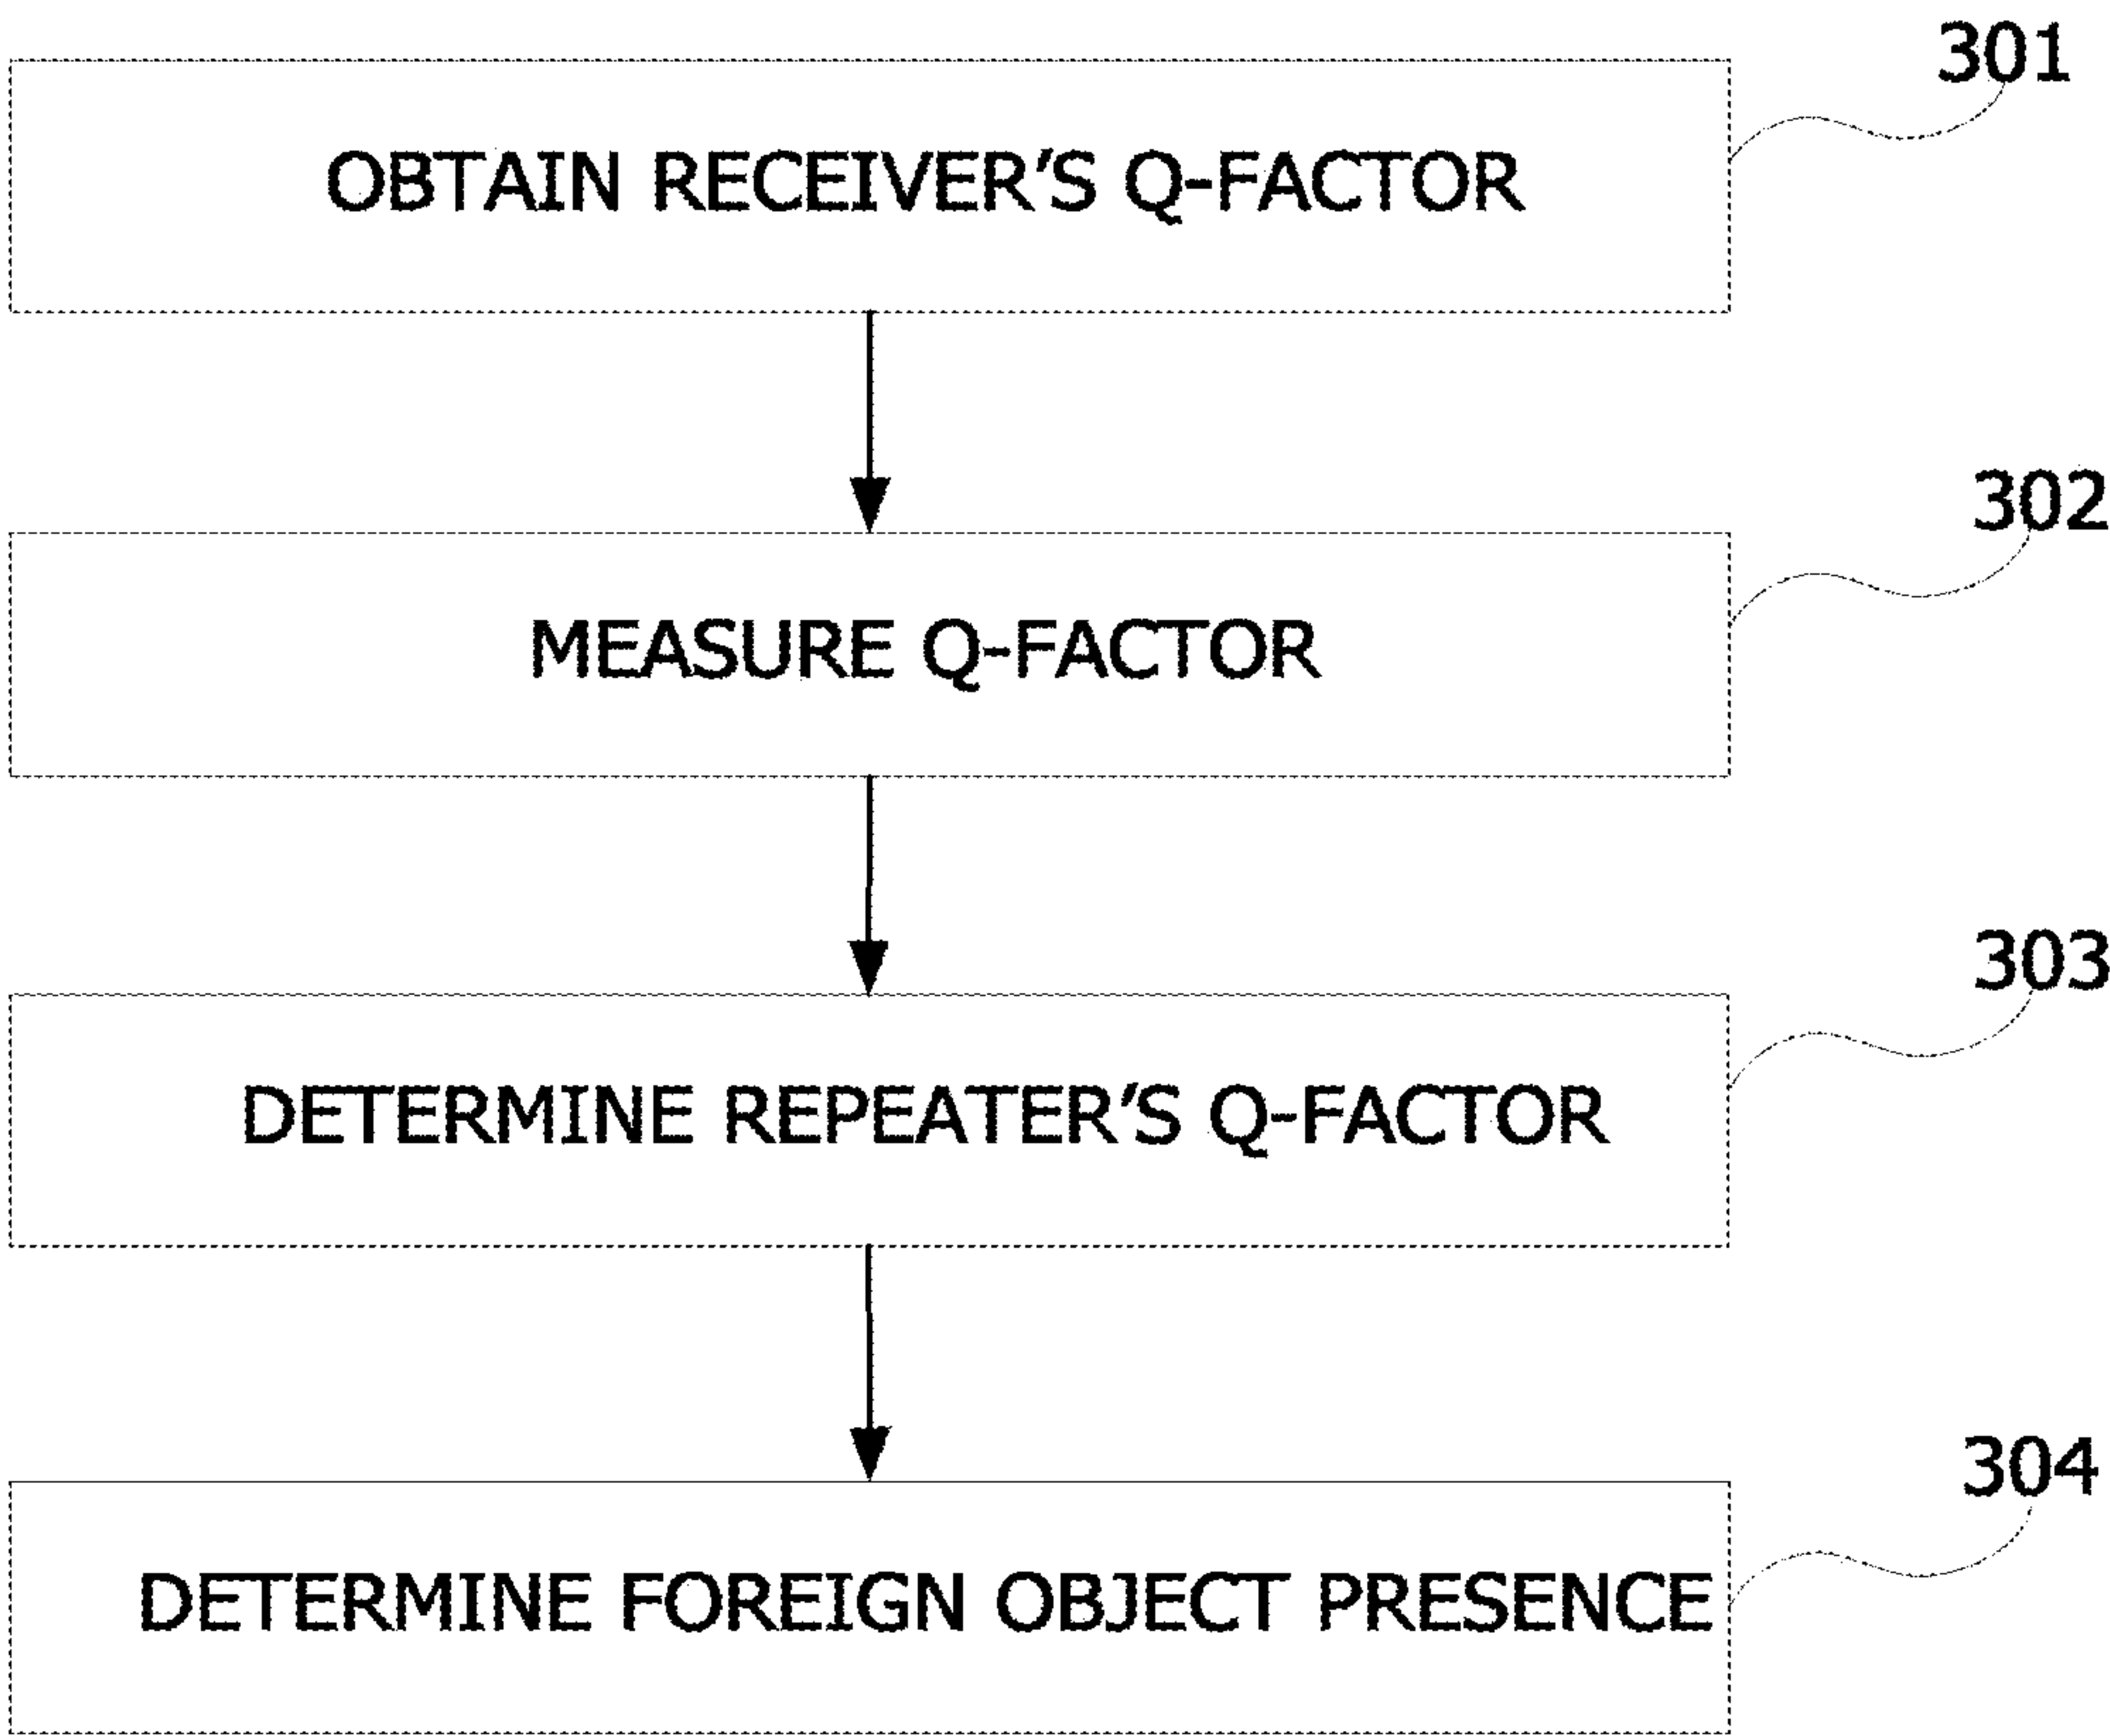 301
OBTAIN RECEIVER'S Q-FACTOR
302
MEASURE Q-FACTOR
303
DETERMINE REPEATER'S Q-FACTOR
304
DETERMINE FOREIGN OBJECT PRESENCE